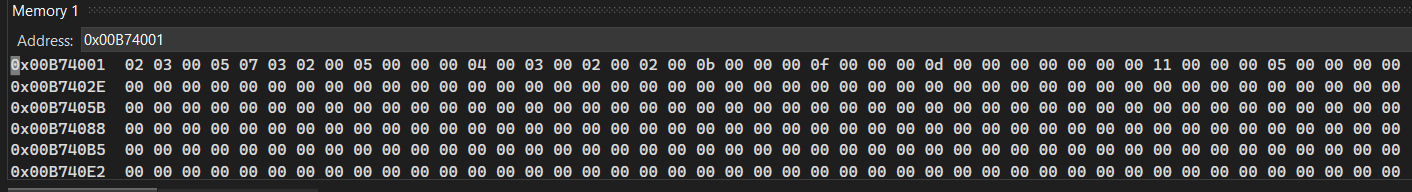 Memory 1
Address: 0x00B74001
0x00B74001 02 03 00 05 07 03 02 00 05 00 00 00 04 00 03 00 02 00 02 00 0b 00 00 00 0f 00 00 00 0d 00 00 00 00 00 00 00 11 00 00 00 05 00 00 00 00
0x00B7402E 00 00 00 00 00 00 00 00 00 00 00 00 00 00 00 00 00 00 00 00 00 00 00 00 00 00 00 00 00 00 00 00 00 00 00 00 00 00 00 00 00 00 00 00 00
0x00B7405B 00 00 00 00 00 00 00 00 00 00 00 00 00 00 00 00 00 00 00 00 00 00 00 00 00 00 00 00 00 00 00 00 00 00 00 00 00 00 00 00 00 00 00 00 00
0x00B74088 00 00 00 00 00 00 00 00 00 00 00 00 00 00 00 00 00 00 00 00 00 00 00 00 00 00 00 00 00 00 00 00 00 00 00 00 00 00 00 00 00 00 00 00 00
0x00B740B5 00 00 00 00 00 00 00 00 00 00 00 00 00 00 00 00 00 00 00 00 00 00 00 00 00 00 00 00 00 00 00 00 00 00 00 00 00 00 00 00 00 00 00 00 00
0x00B740E2 00 00 00 00 00 00 00 00 00 00 00 00 00 00 00 00 00 00 00 00 00 00 00 00 00 00 00 00 00 00 00 00 00 00 00 00 00 00 00 00 00 00 00 00 00